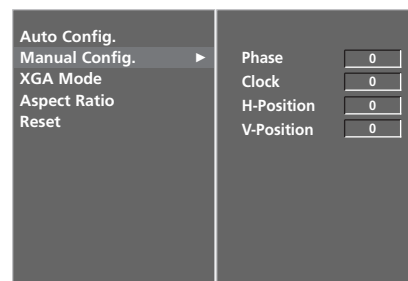 Auto Config.
Manual Config. ►
XGA Mode
Aspect Ratio
Reset
Phase 0
Clock 0
H-Position 0
V-Position 0